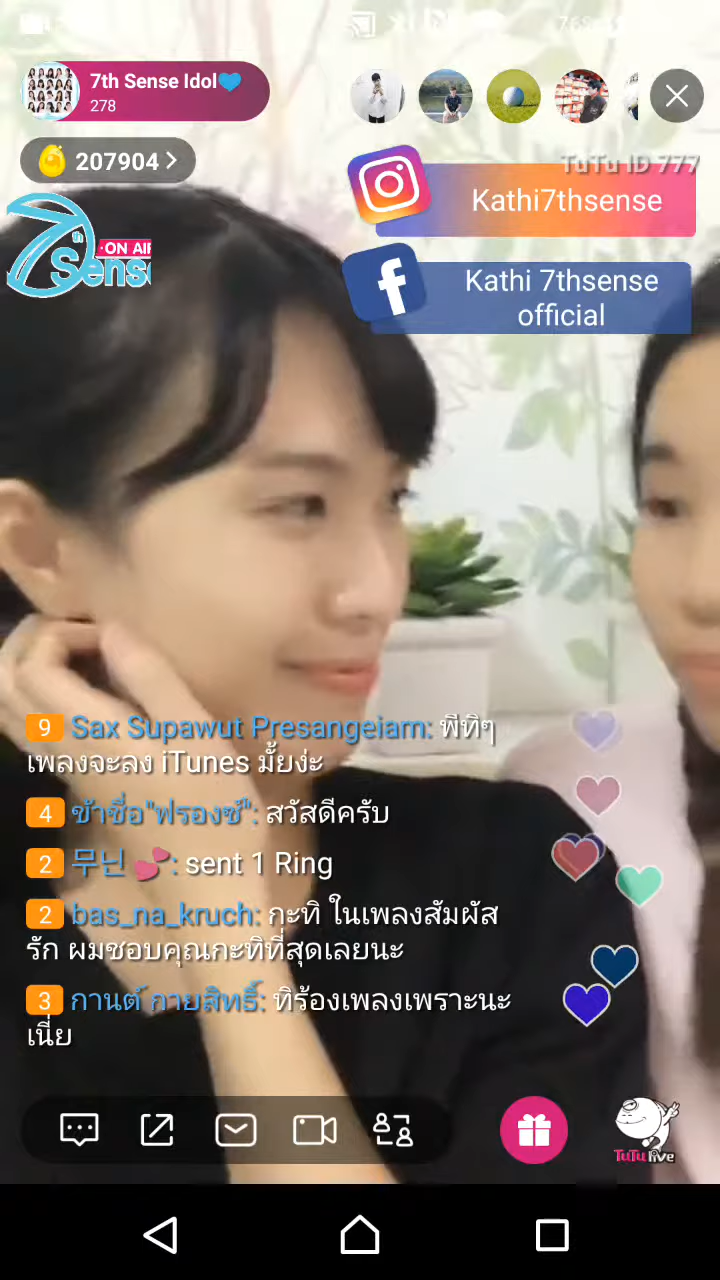 7th Sense Idol💙
278
207904
TuTu ID 777
Kathi7thsense
7th
·ON AIR
Sense
Kathi 7thsense
official
9 Sax Supawut Presangeiam: พี่ทิๆ
เพลงจะลง iTunes มั้ยง่ะ
4 ข้าชื่อ"ฟรองซ์": สวัสดีครับ
2 무닌 💕: sent 1 Ring
2 bas_na_kruch: กะทิ ในเพลงสัมผัส
รัก ผมชอบคุณกะทิที่สุดเลยนะ
3 กานต์ กายสิทธิ์: ทิร้องเพลงเพราะนะ
เนี่ย
TuTu live